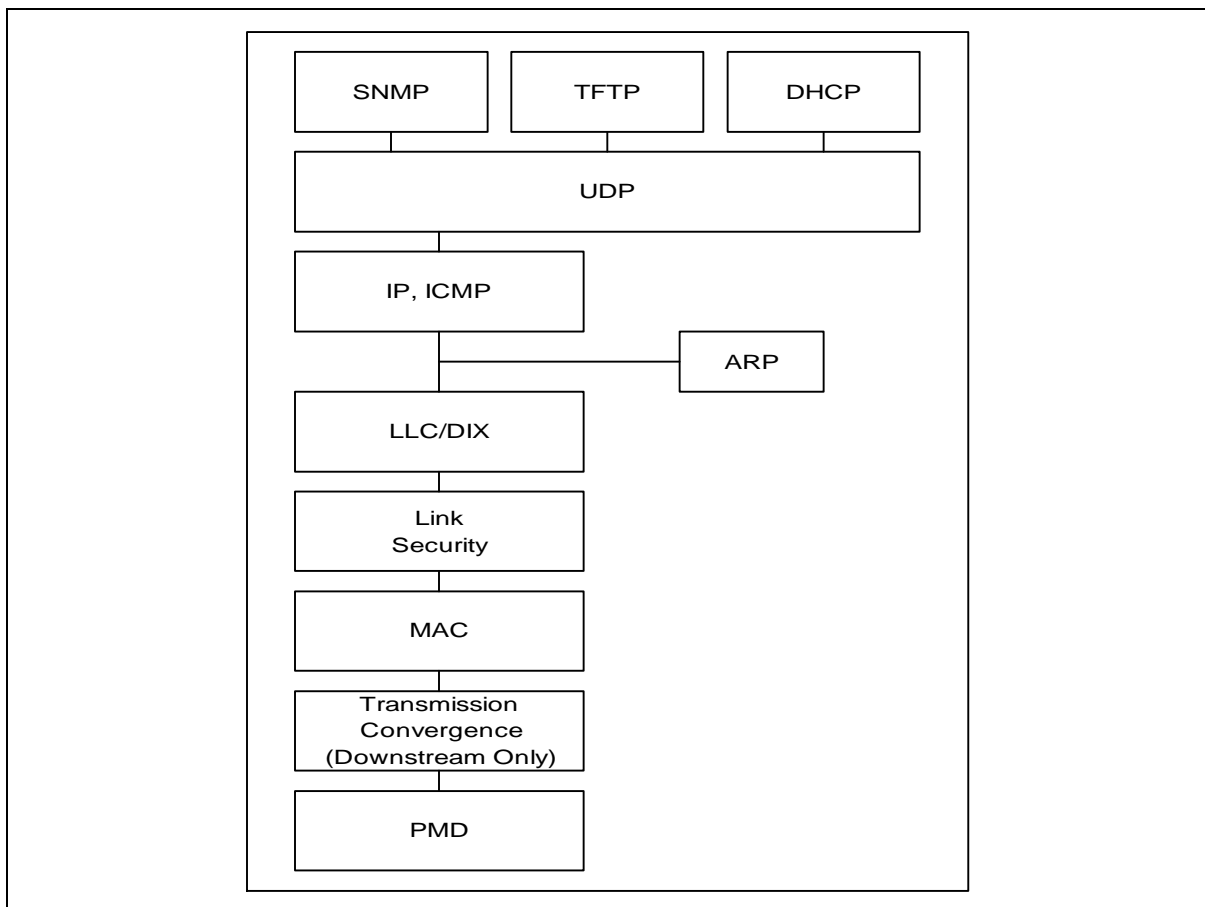 SNMP
TFTP
DHCP
UDP
IP, ICMP
ARP
LLC/DIX
Link
Security
MAC
Transmission
Convergence
(Downstream Only)
PMD